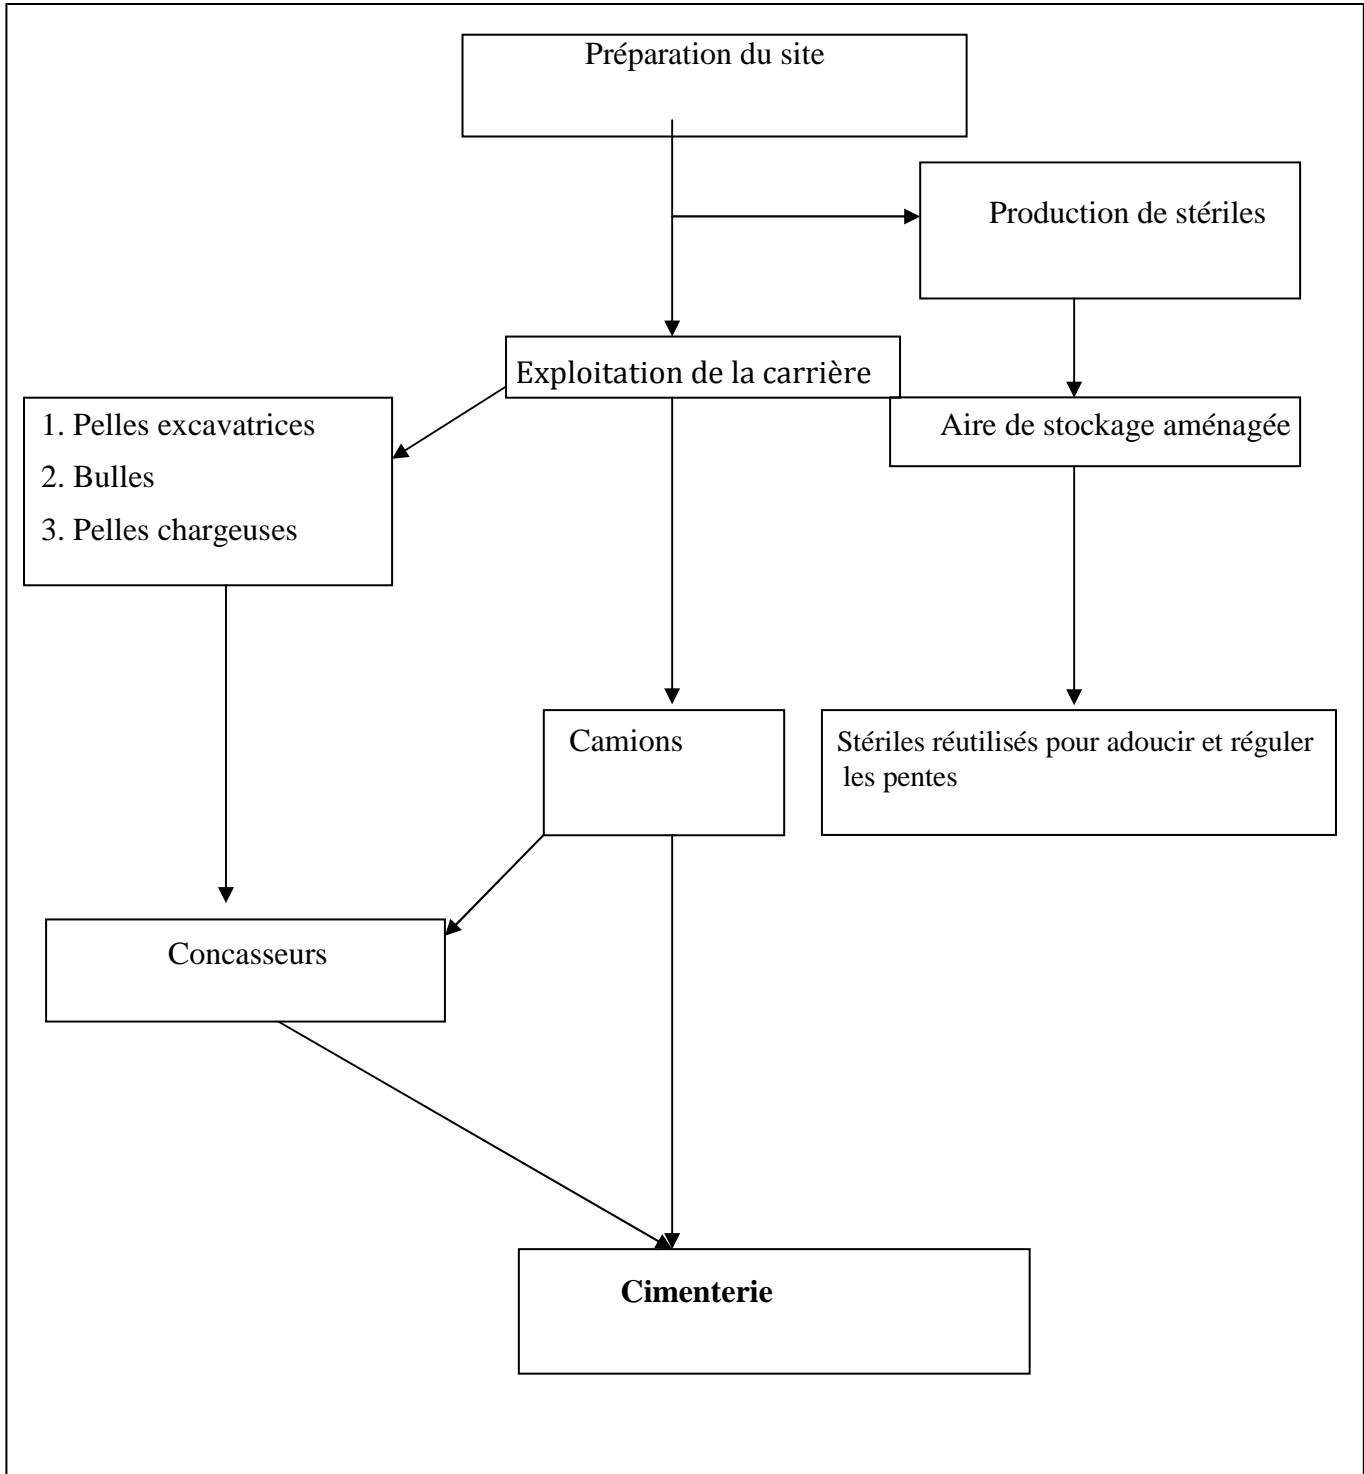 Préparation du site
Production de stériles
Exploitation de la carrière
1. Pelles excavatrices
2. Bulles
3. Pelles chargeuses
Aire de stockage aménagée
Camions
Stériles réutilisés pour adoucir et réguler
les pentes
Concasseurs
Cimenterie